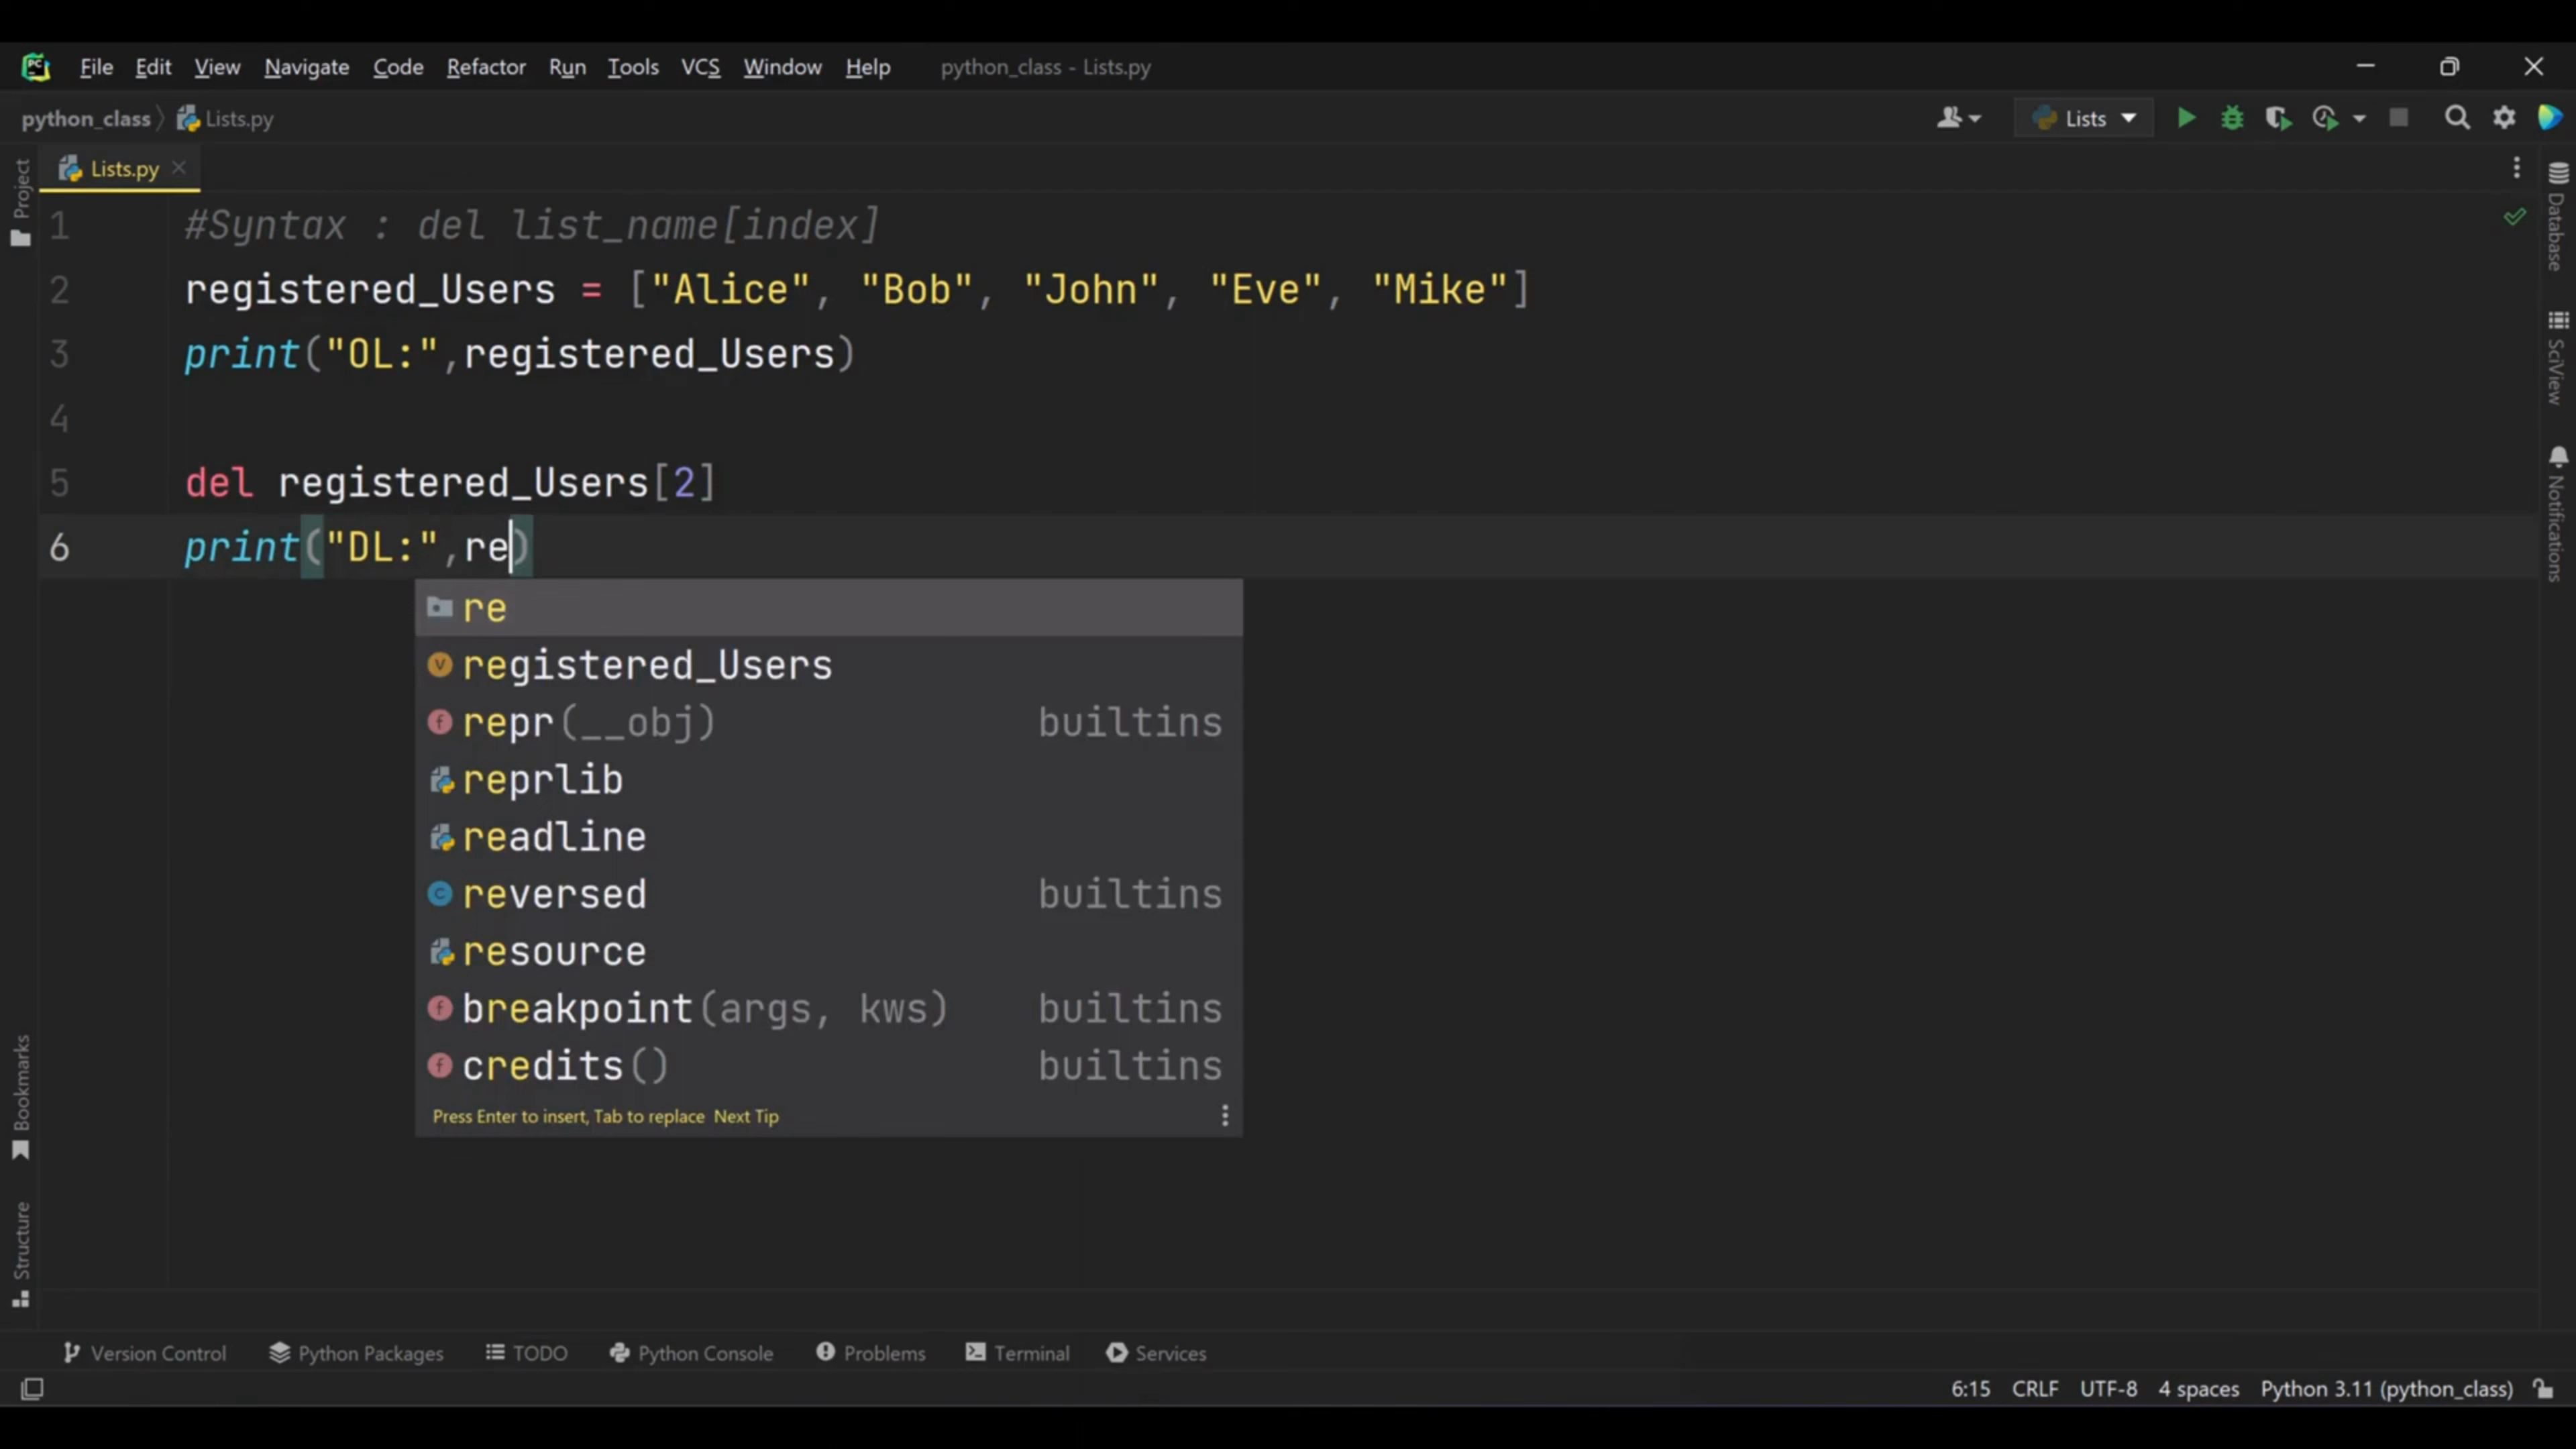 PC File Edit View Navigate Code Refactor Run Tools VCS Window Help python_class - Lists.py
python_class Lists.py Lists
Lists.py
Project
Database
SciView
Notifications
1 #Syntax : del list_name[index]
2 registered_Users = ["Alice", "Bob", "John", "Eve", "Mike"]
3 print("OL:",registered_Users)
4
5 del registered_Users[2]
6 print("DL:",re)
re
registered_Users
repr(__obj) builtins
reprlib
readline
reversed builtins
resource
breakpoint(args, kws) builtins
credits() builtins
Press Enter to insert, Tab to replace Next Tip
Bookmarks
Structure
Version Control Python Packages TODO Python Console Problems Terminal Services
6:15 CRLF UTF-8 4 spaces Python 3.11 (python_class)